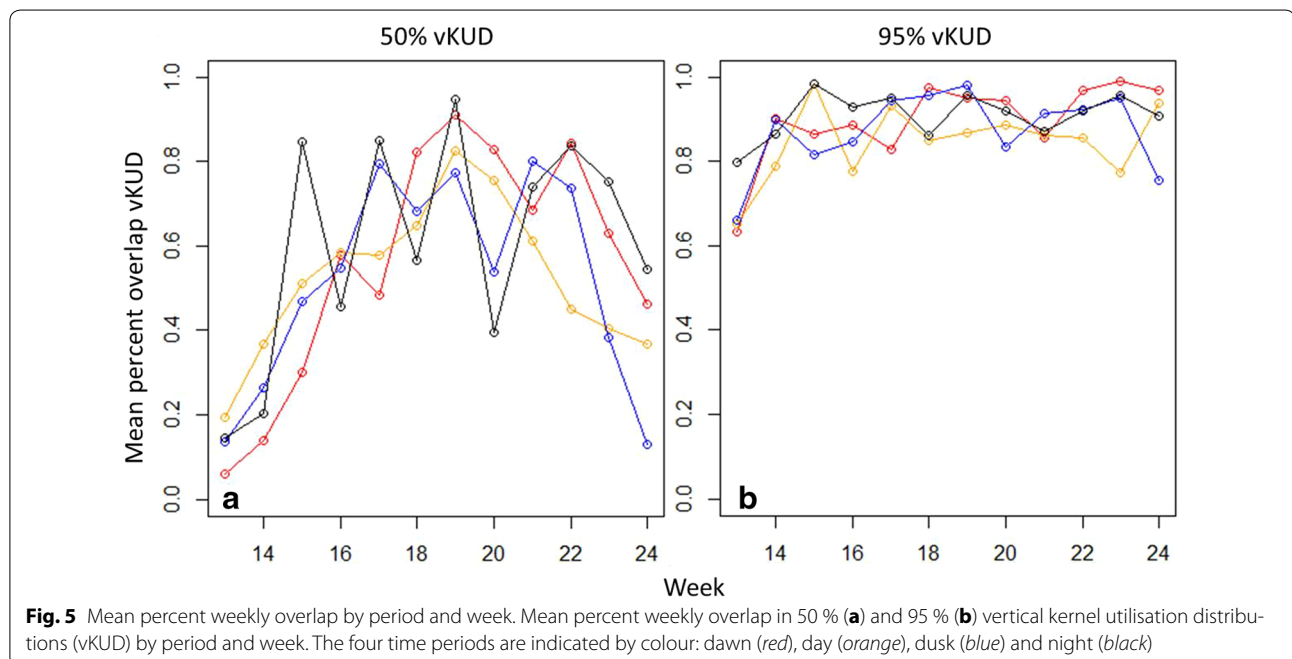 50% vKUD
95% vKUD
Mean percent overlap vKUD
1.0
0.8
0.6
0.4
0.2
0.0
a
14 16 18 20 22 24
1.0
0.8
0.6
0.4
0.2
0.0
b
14 16 18 20 22 24
Week
Fig. 5 Mean percent weekly overlap by period and week. Mean percent weekly overlap in 50 % (a) and 95 % (b) vertical kernel utilisation distribu-
tions (vKUD) by period and week. The four time periods are indicated by colour: dawn (red), day (orange), dusk (blue) and night (black)